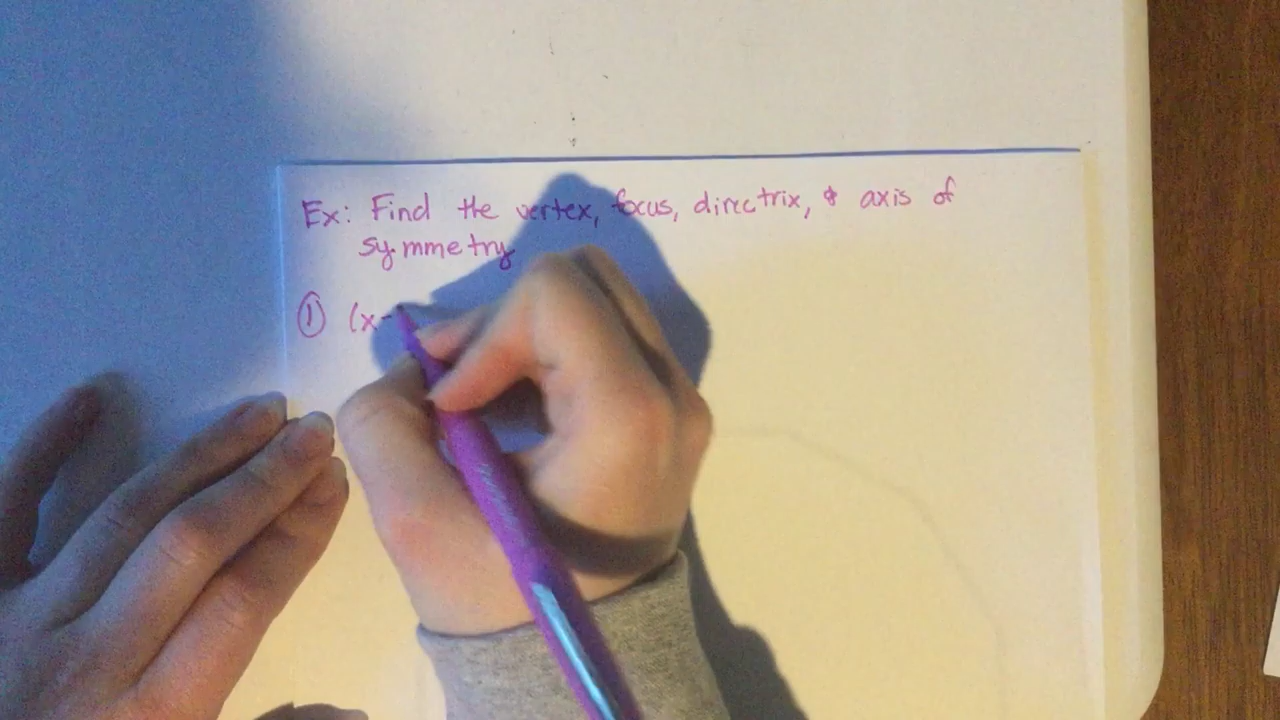 Ex: Find the vertex, focus, directrix, & axis of
symmetry
① (x-